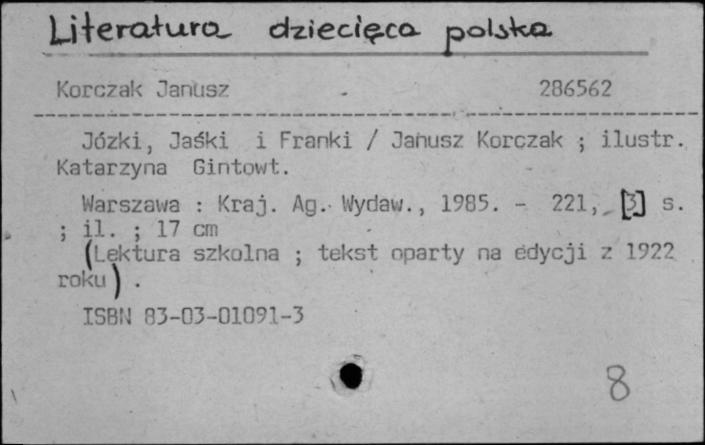 Literatura dziecięca polska
Korczak Janusz 286562
Józki, Jaśki i Franki / Janusz Korczak ; ilustr.
Katarzyna Gintowt.
Warszawa : Kraj. Ag. Wydaw., 1985. - 221, [3] s.
; il. ; 17 cm
(Lektura szkolna ; tekst oparty na edycji z 1922
roku) .
ISBN 83-03-01091-3
8